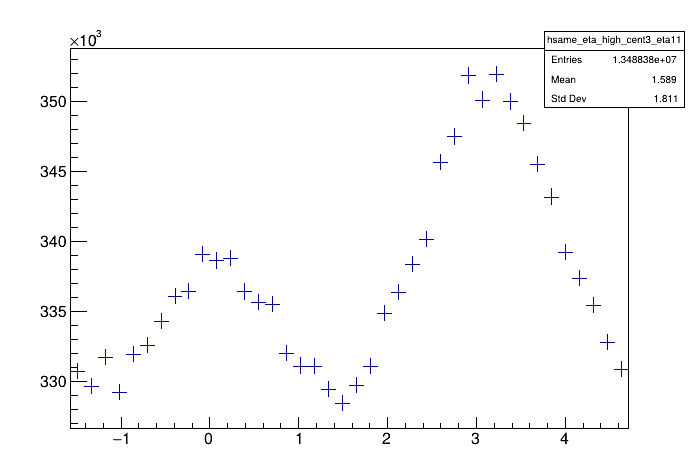 ×10³
hsame_eta_high_cent3_eta11
Entries 1.348838e+07
Mean 1.589
Std Dev 1.811
350
345
340
335
330
−1 0 1 2 3 4